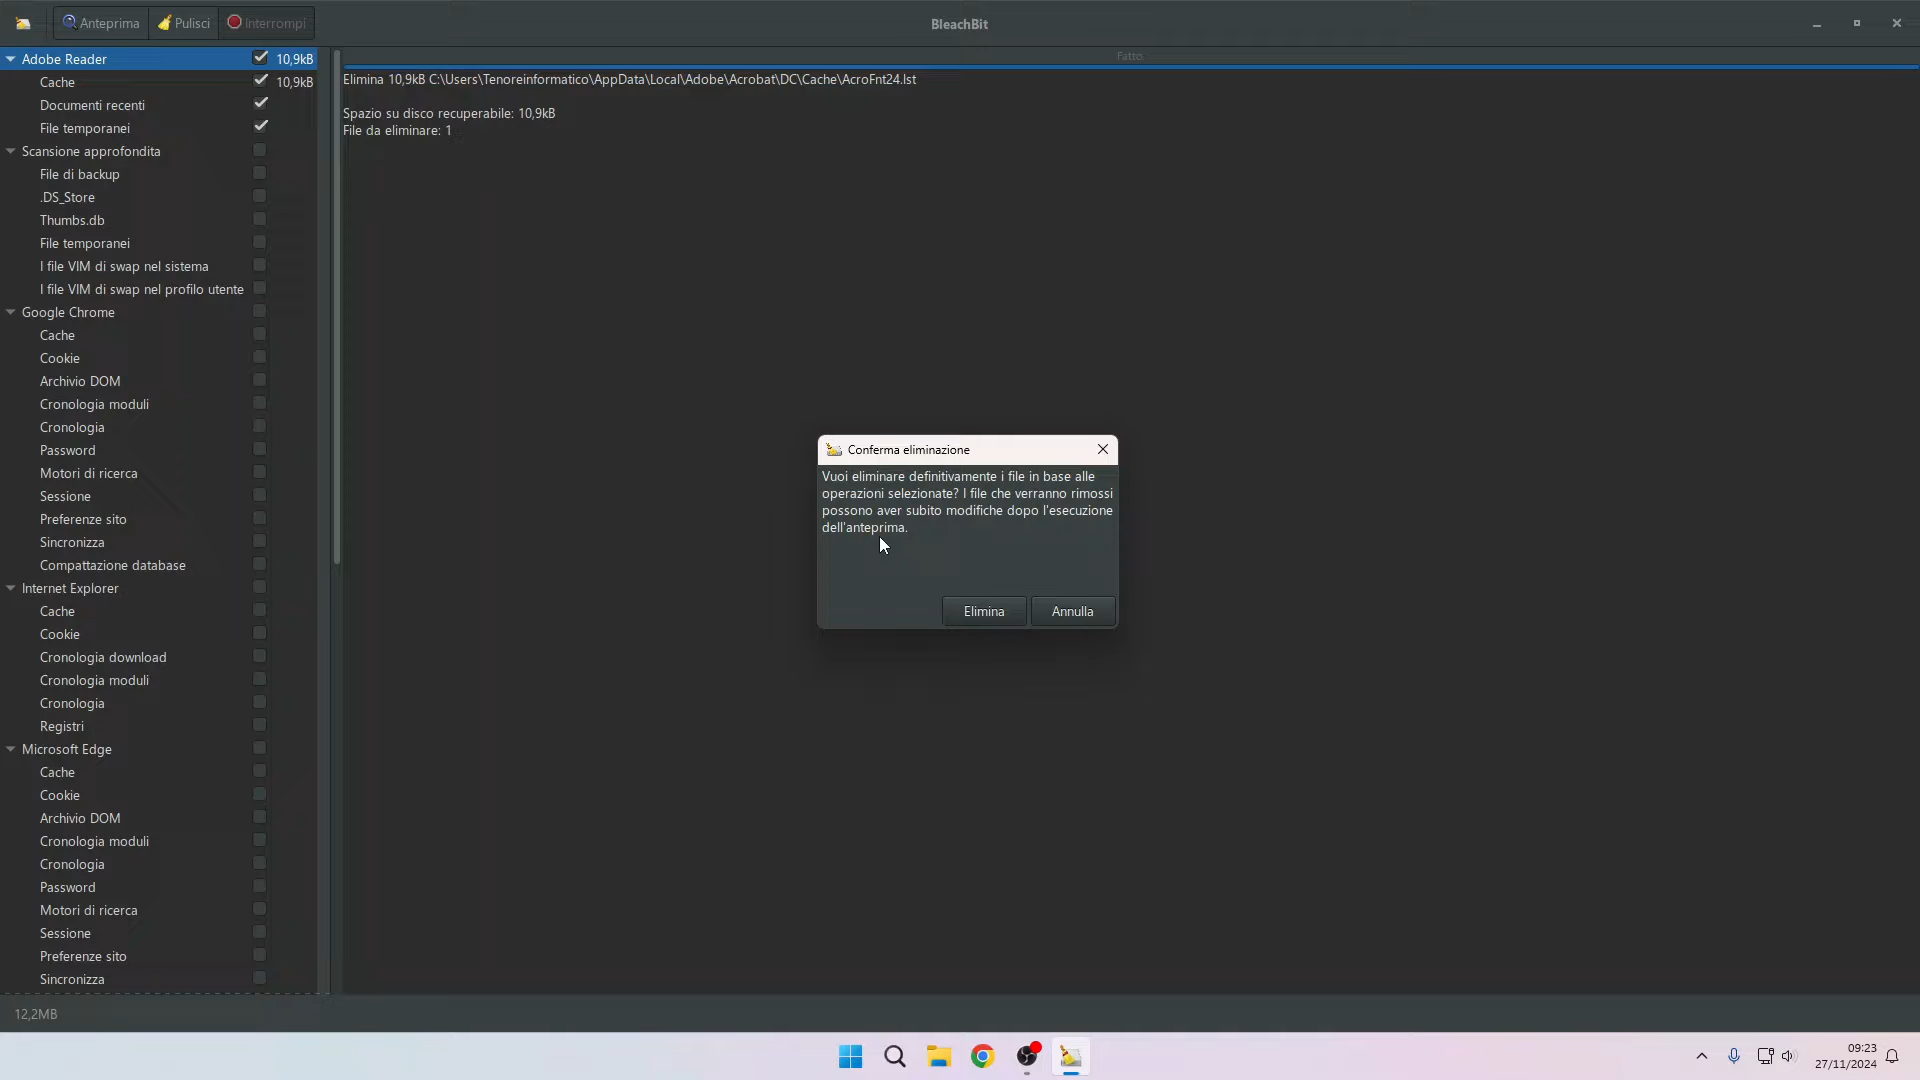 Anteprima
Pulisci
Interrompi
BleachBit
Adobe Reader 10,9kB
Cache 10,9kB
Documenti recenti
File temporanei
Scansione approfondita
File di backup
.DS_Store
Thumbs.db
File temporanei
I file VIM di swap nel sistema
I file VIM di swap nel profilo utente
Google Chrome
Cache
Cookie
Archivio DOM
Cronologia moduli
Cronologia
Password
Motori di ricerca
Sessione
Preferenze sito
Sincronizza
Compattazione database
Internet Explorer
Cache
Cookie
Cronologia download
Cronologia moduli
Cronologia
Registri
Microsoft Edge
Cache
Cookie
Archivio DOM
Cronologia moduli
Cronologia
Password
Motori di ricerca
Sessione
Preferenze sito
Sincronizza
12,2MB
Fatto.
Elimina 10,9kB C:\Users\Tenoreinformatico\AppData\Local\Adobe\Acrobat\DC\Cache\AcroFnt24.lst
Spazio su disco recuperabile: 10,9kB
File da eliminare: 1
Conferma eliminazione
Vuoi eliminare definitivamente i file in base alle
operazioni selezionate? I file che verranno rimossi
possono aver subito modifiche dopo l'esecuzione
dell'anteprima.
Elimina
Annulla
09:23
27/11/2024